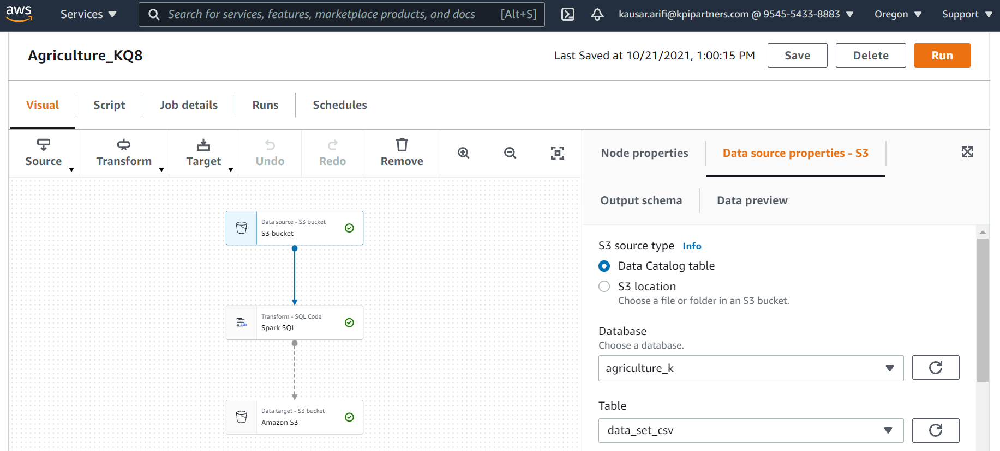 aws Services Search for services, features, marketplace products, and docs [Alt+S] kausar.arifi@kpipartners.com @ 9545-5433-8883 Oregon Support
Agriculture_KQ8 Last Saved at 10/21/2021, 1:00:15 PM Save Delete Run
Visual Script Job details Runs Schedules
Source Transform Target Undo Redo Remove
Node properties Data source properties - S3
Output schema Data preview
Data source - S3 bucket
S3 bucket
Transform - SQL Code
Spark SQL
Data target - S3 bucket
Amazon S3
S3 source type Info
Data Catalog table
S3 location
Choose a file or folder in an S3 bucket.
Database
Choose a database.
agriculture_k
Table
data_set_csv